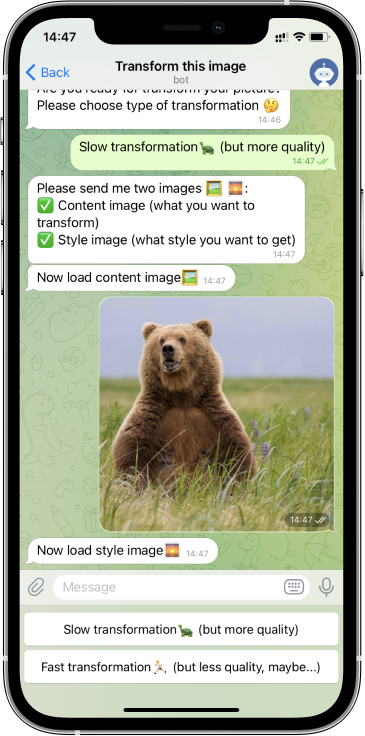 14:47
Back
Transform this image
bot
Are you ready for transform your picture?
Please choose type of transformation 🤔
14:46
Slow transformation🐢 (but more quality)
14:47
Please send me two images 🖼️ 🌇:
✅ Content image (what you want to
transform)
✅ Style image (what style you want to get)
14:47
Now load content image🖼️ 14:47
14:47
Now load style image🌇 14:47
Message
Slow transformation🐢 (but more quality)
Fast transformation🏃 (but less quality, maybe...)